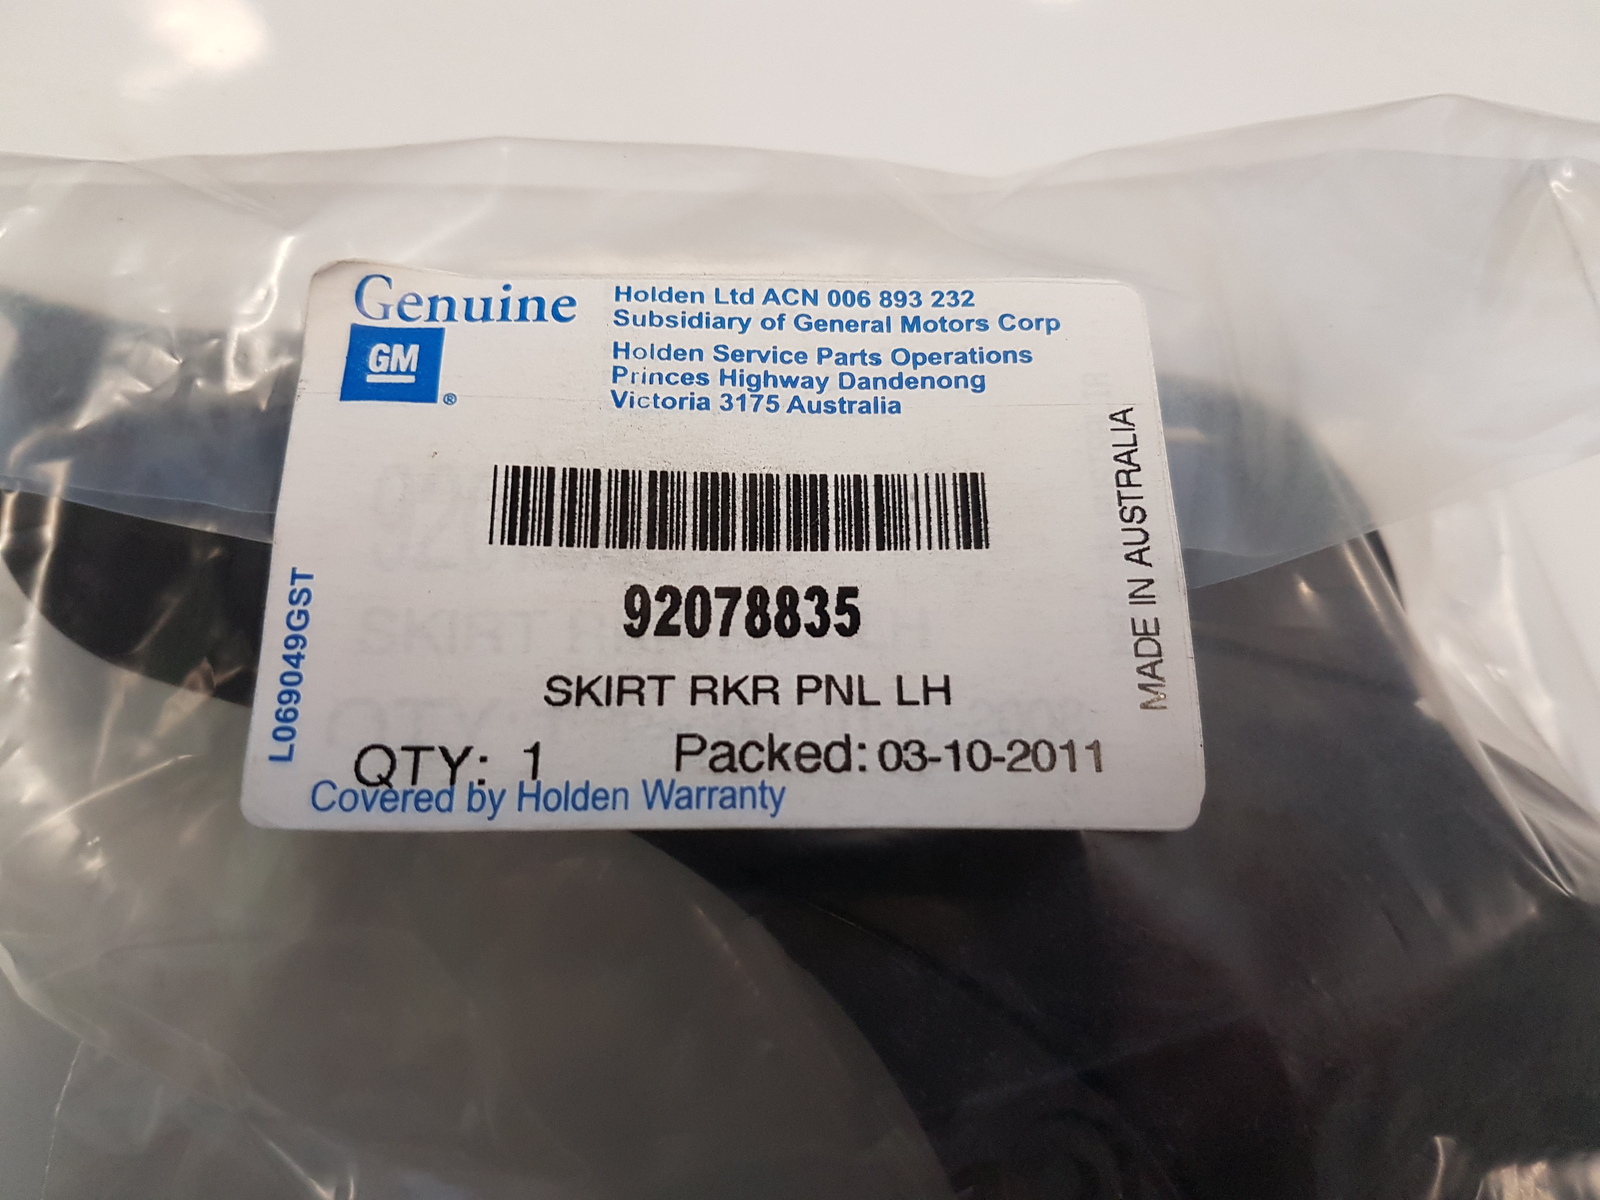 Genuine
GM
®
Holden Ltd ACN 006 893 232
Subsidiary of General Motors Corp
Holden Service Parts Operations
Princes Highway Dandenong
Victoria 3175 Australia
92078835
SKIRT RKR PNL LH
QTY: 1 Packed: 03-10-2011
Covered by Holden Warranty
L069049GST
MADE IN AUSTRALIA